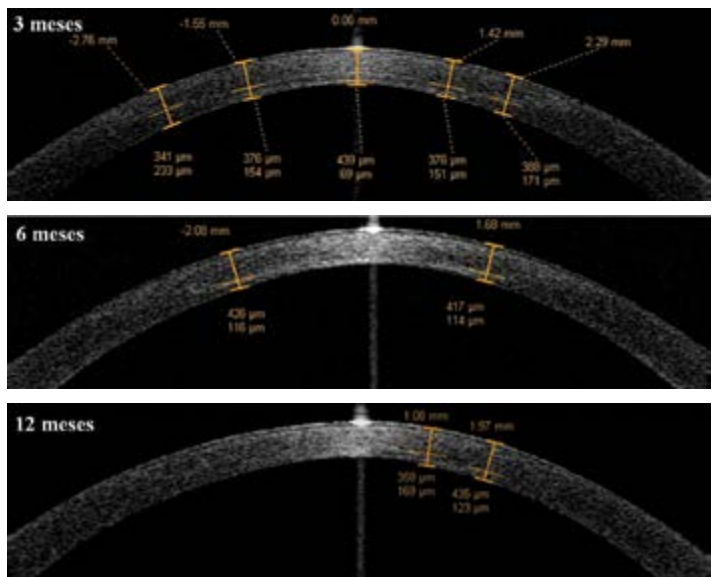 3 meses
-2.76 mm
-1.55 mm
0.06 mm
1.42 mm
2.29 mm
341 µm
233 µm
376 µm
154 µm
439 µm
69 µm
376 µm
151 µm
388 µm
171 µm
6 meses
-2.08 mm
1.68 mm
436 µm
116 µm
417 µm
114 µm
12 meses
1.00 mm
1.97 mm
359 µm
169 µm
435 µm
123 µm